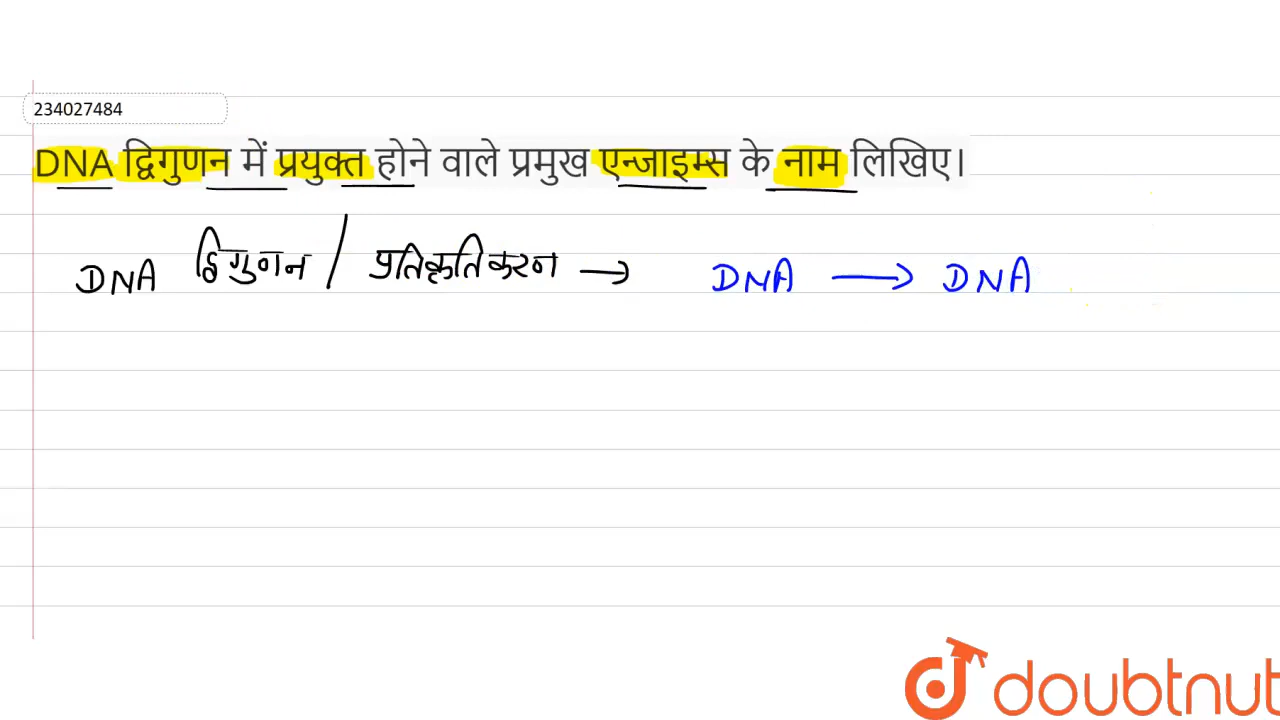 234027484
DNA द्विगुणन में प्रयुक्त होने वाले प्रमुख एन्जाइम्स के नाम लिखिए।
DNA द्विगुणन / प्रतिकृतिकरण → DNA → DNA
doubtnut